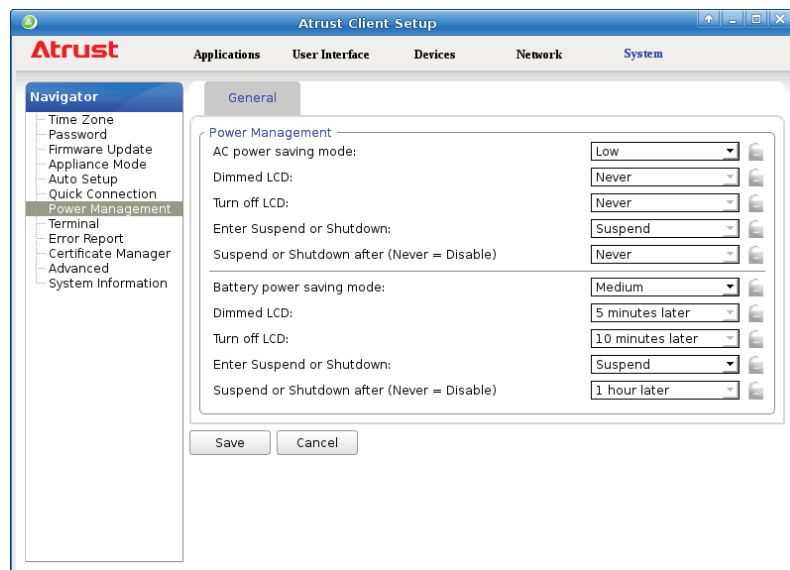 Atrust Client Setup
Atrust
Applications User Interface Devices Network System
Navigator
Time Zone
Password
Firmware Update
Appliance Mode
Auto Setup
Quick Connection
Power Management
Terminal
Error Report
Certificate Manager
Advanced
System Information
General
Power Management
AC power saving mode: Low
Dimmed LCD: Never
Turn off LCD: Never
Enter Suspend or Shutdown: Suspend
Suspend or Shutdown after (Never = Disable) Never
Battery power saving mode: Medium
Dimmed LCD: 5 minutes later
Turn off LCD: 10 minutes later
Enter Suspend or Shutdown: Suspend
Suspend or Shutdown after (Never = Disable) 1 hour later
Save Cancel